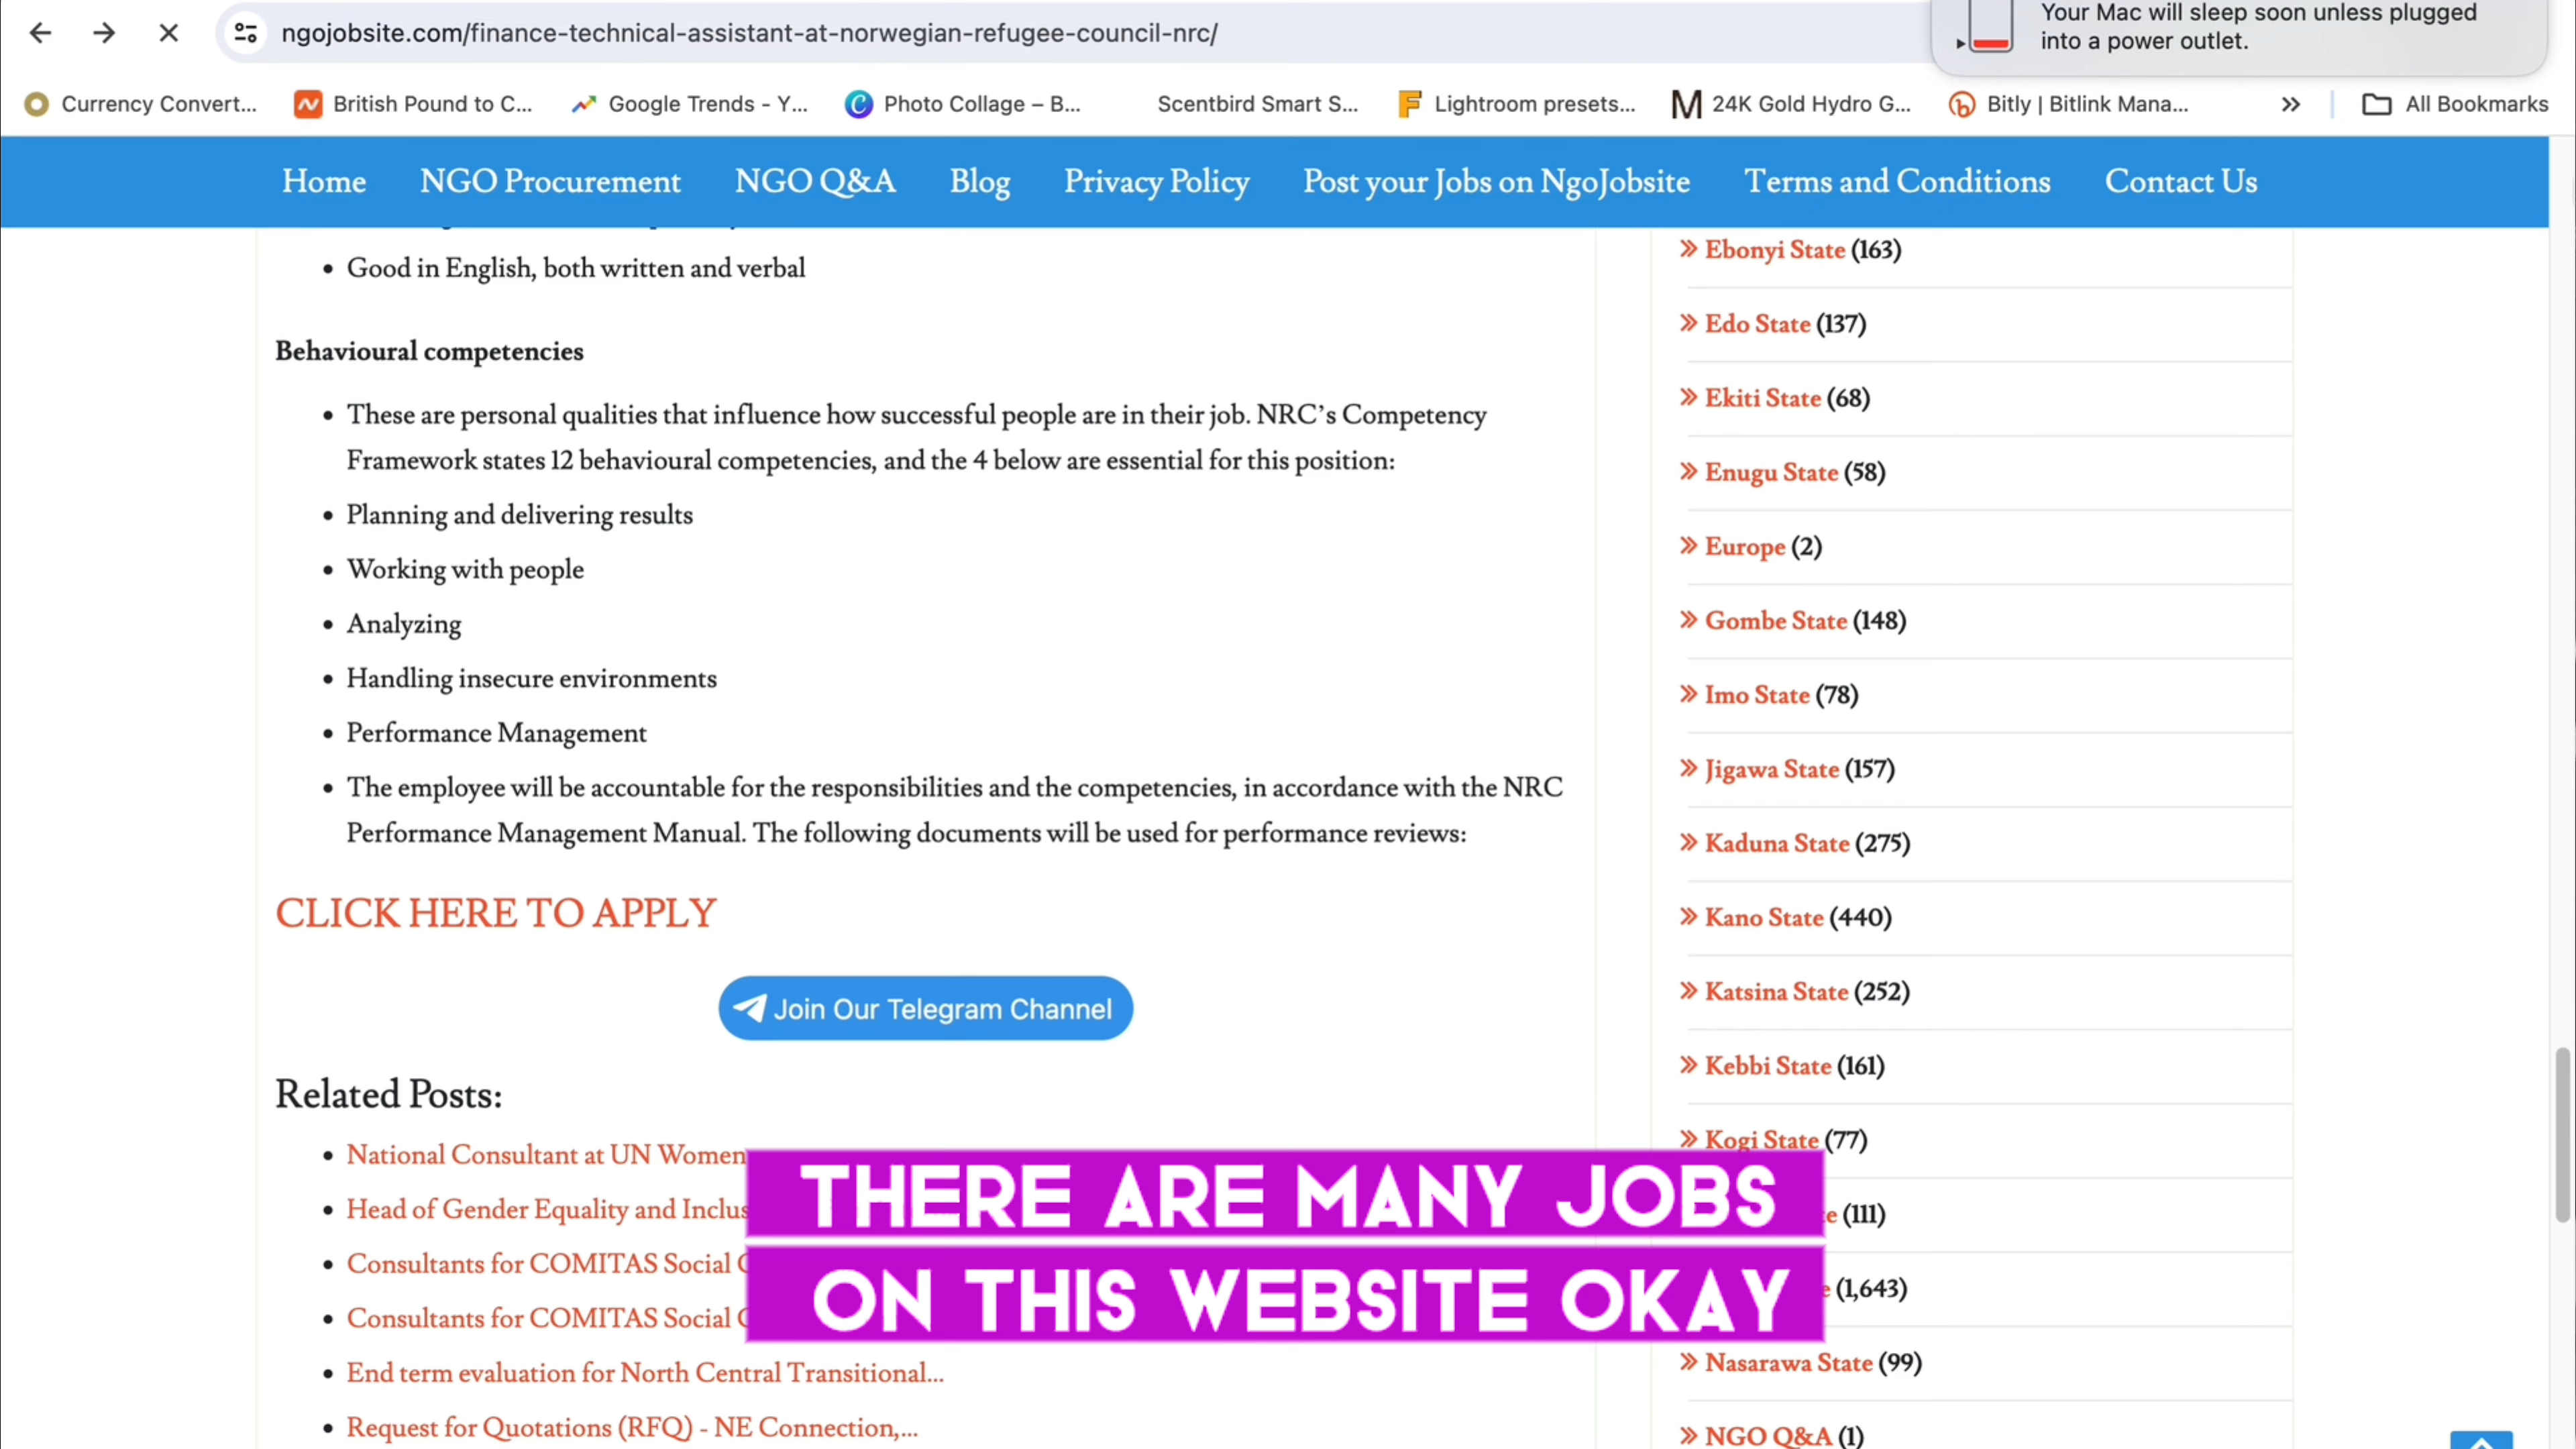 ngojobsite.com/finance-technical-assistant-at-norwegian-refugee-council-nrc/
Your Mac will sleep soon unless plugged
into a power outlet.
Currency Convert...
British Pound to C...
Google Trends - Y...
Photo Collage – B...
Scentbird Smart S...
Lightroom presets...
24K Gold Hydro G...
Bitly | Bitlink Mana...
All Bookmarks
Home
NGO Procurement
NGO Q&A
Blog
Privacy Policy
Post your Jobs on NgoJobsite
Terms and Conditions
Contact Us
• Good in English, both written and verbal
Behavioural competencies
• These are personal qualities that influence how successful people are in their job. NRC’s Competency
Framework states 12 behavioural competencies, and the 4 below are essential for this position:
• Planning and delivering results
• Working with people
• Analyzing
• Handling insecure environments
• Performance Management
• The employee will be accountable for the responsibilities and the competencies, in accordance with the NRC
Performance Management Manual. The following documents will be used for performance reviews:
CLICK HERE TO APPLY
Join Our Telegram Channel
Related Posts:
• National Consultant at UN Women
• Head of Gender Equality and Inclus
• Consultants for COMITAS Social
• Consultants for COMITAS Social
• End term evaluation for North Central Transitional...
• Request for Quotations (RFQ) - NE Connection,...
» Ebonyi State (163)
» Edo State (137)
» Ekiti State (68)
» Enugu State (58)
» Europe (2)
» Gombe State (148)
» Imo State (78)
» Jigawa State (157)
» Kaduna State (275)
» Kano State (440)
» Katsina State (252)
» Kebbi State (161)
» Kogi State (77)
(111)
(1,643)
» Nasarawa State (99)
» NGO Q&A (1)
THERE ARE MANY JOBS
ON THIS WEBSITE OKAY